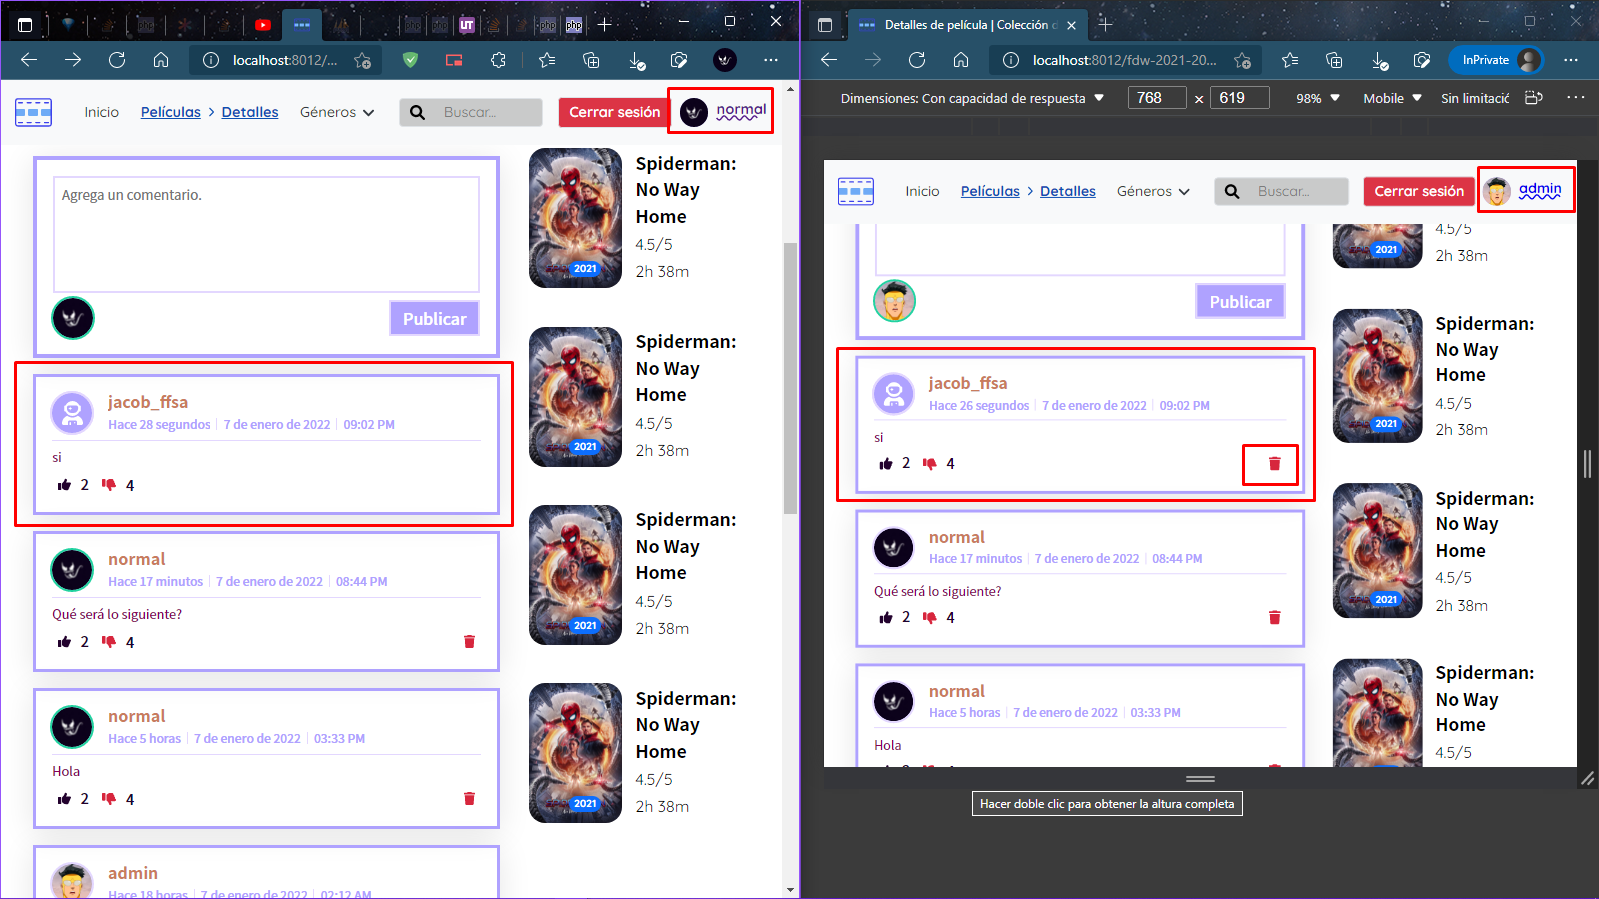 localhost:8012/...
Inicio
Películas > Detalles
Géneros
Buscar...
Cerrar sesión
normal
Agrega un comentario.
Publicar
jacob_ffsa
Hace 28 segundos | 7 de enero de 2022 | 09:02 PM
si
2 4
normal
Hace 17 minutos | 7 de enero de 2022 | 08:44 PM
Qué será lo siguiente?
2 4
normal
Hace 5 horas | 7 de enero de 2022 | 03:33 PM
Hola
2 4
admin
Hace 18 horas | 7 de enero de 2022 | 02:12 AM
Spiderman:
No Way
Home
4.5/5
2h 38m
2021
Spiderman:
No Way
Home
4.5/5
2h 38m
2021
Spiderman:
No Way
Home
4.5/5
2h 38m
2021
Spiderman:
No Way
Home
4.5/5
2h 38m
2021
Detalles de película | Colección d
localhost:8012/fdw-2021-20...
InPrivate
Dimensiones: Con capacidad de respuesta
768 × 619
98%
Mobile
Sin limitació
Inicio
Películas > Detalles
Géneros
Buscar...
Cerrar sesión
admin
Publicar
jacob_ffsa
Hace 26 segundos | 7 de enero de 2022 | 09:02 PM
si
2 4
normal
Hace 17 minutos | 7 de enero de 2022 | 08:44 PM
Qué será lo siguiente?
2 4
normal
Hace 5 horas | 7 de enero de 2022 | 03:33 PM
Hola
4.5/5
2h 38m
2021
Spiderman:
No Way
Home
4.5/5
2h 38m
2021
Spiderman:
No Way
Home
4.5/5
2h 38m
2021
Spiderman:
No Way
Home
4.5/5
Hacer doble clic para obtener la altura completa